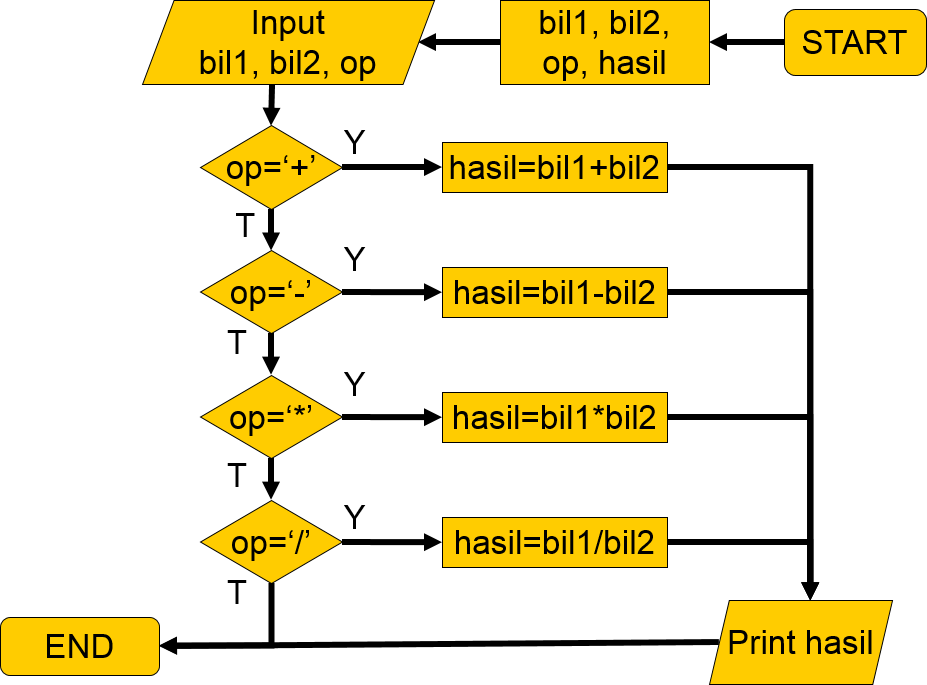 START
bil1, bil2,
op, hasil
Input
bil1, bil2, op
op=‘+’
Y
hasil=bil1+bil2
T
op=‘-’
Y
hasil=bil1-bil2
T
op=‘*’
Y
hasil=bil1*bil2
T
op=‘/’
Y
hasil=bil1/bil2
T
Print hasil
END